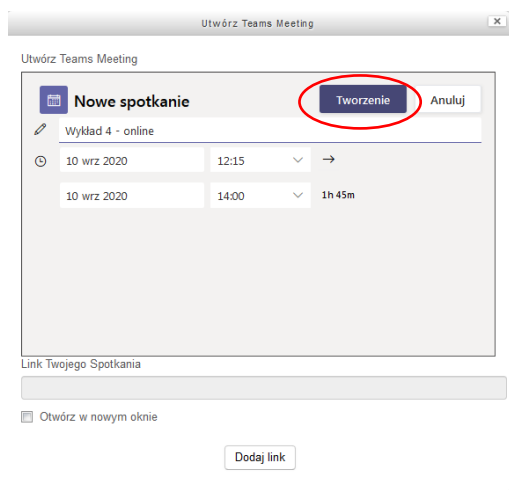 Utwórz Teams Meeting
Utwórz Teams Meeting
Nowe spotkanie Tworzenie Anuluj
Wykład 4 - online
10 wrz 2020 12:15 →
10 wrz 2020 14:00 1h 45m
Link Twojego Spotkania
Otwórz w nowym oknie
Dodaj link